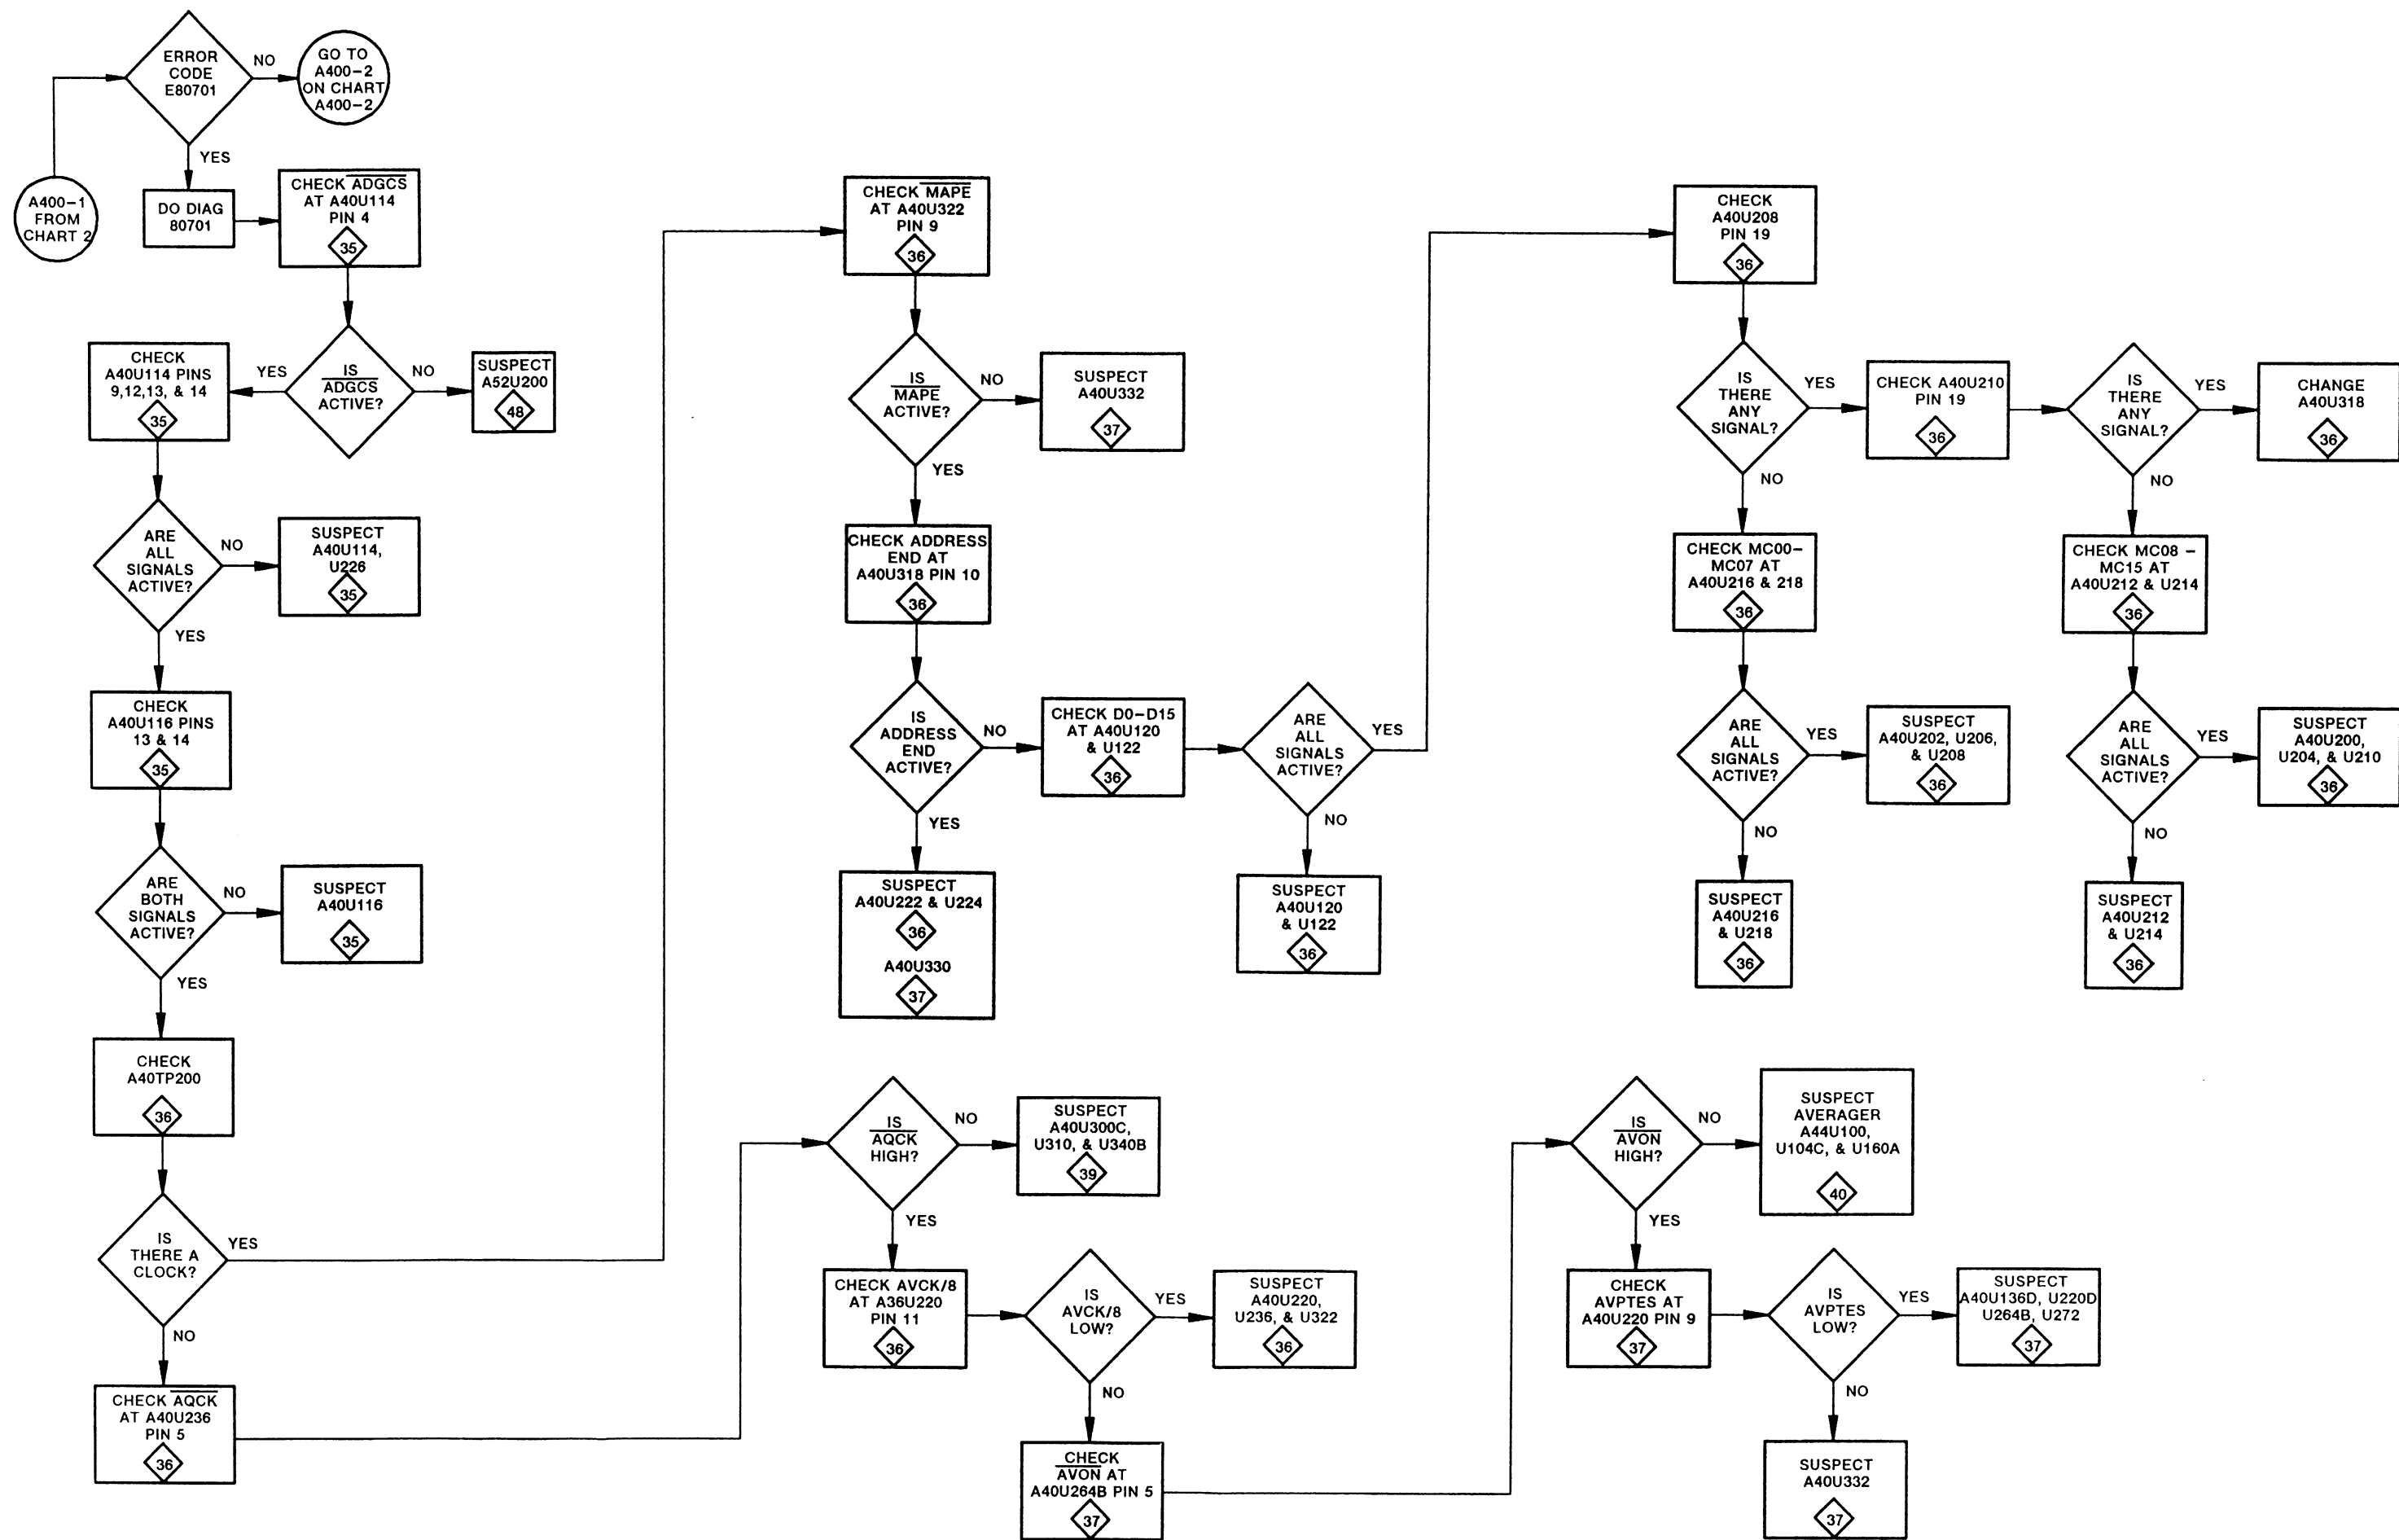 ERROR
CODE
E80701
NO
GO TO
A400-2
ON CHART
A400-2
YES
A400-1
FROM
CHART 2
DO DIAG
80701
CHECK ADGCS
AT A40U114
PIN 4
35
IS
ADGCS
ACTIVE?
NO
SUSPECT
A52U200
48
YES
CHECK
A40U114 PINS
9,12,13, & 14
35
ARE
ALL
SIGNALS
ACTIVE?
NO
SUSPECT
A40U114,
U226
35
YES
CHECK
A40U116 PINS
13 & 14
35
ARE
BOTH
SIGNALS
ACTIVE?
NO
SUSPECT
A40U116
35
YES
CHECK
A40TP200
36
IS
THERE A
CLOCK?
YES
NO
CHECK AQCK
AT A40U236
PIN 5
36
CHECK MAPE
AT A40U322
PIN 9
36
IS
MAPE
ACTIVE?
NO
SUSPECT
A40U332
37
YES
CHECK ADDRESS
END AT
A40U318 PIN 10
36
IS
ADDRESS
END
ACTIVE?
NO
CHECK D0-D15
AT A40U120
& U122
36
ARE
ALL
SIGNALS
ACTIVE?
YES
NO
SUSPECT
A40U120
& U122
36
YES
SUSPECT
A40U222 & U224
36
A40U330
37
CHECK
A40U208
PIN 19
36
IS
THERE
ANY
SIGNAL?
YES
CHECK A40U210
PIN 19
36
IS
THERE
ANY
SIGNAL?
YES
CHANGE
A40U318
36
NO
CHECK MC00-
MC07 AT
A40U216 & 218
36
ARE
ALL
SIGNALS
ACTIVE?
YES
SUSPECT
A40U202, U206,
& U208
36
NO
SUSPECT
A40U216
& U218
36
NO
CHECK MC08 -
MC15 AT
A40U212 & U214
36
ARE
ALL
SIGNALS
ACTIVE?
YES
SUSPECT
A40U200,
U204, & U210
36
NO
SUSPECT
A40U212
& U214
36
IS
AQCK
HIGH?
NO
SUSPECT
A40U300C,
U310, & U340B
39
YES
CHECK AVCK/8
AT A36U220
PIN 11
36
IS
AVCK/8
LOW?
YES
SUSPECT
A40U220,
U236, & U322
36
NO
CHECK
AVON AT
A40U264B PIN 5
37
IS
AVON
HIGH?
NO
SUSPECT
AVERAGER
A44U100,
U104C, & U160A
40
YES
CHECK
AVPTES AT
A40U220 PIN 9
37
IS
AVPTES
LOW?
YES
SUSPECT
A40U136D, U220D
U264B, U272
37
NO
SUSPECT
A40U332
37